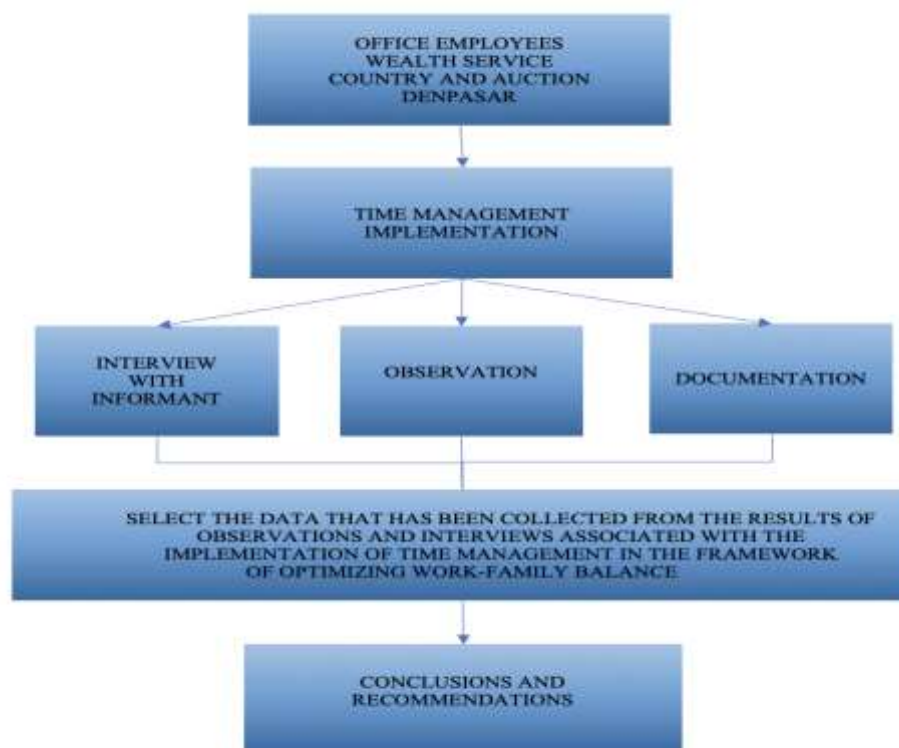 OFFICE EMPLOYEES
WEALTH SERVICE
COUNTRY AND AUCTION
DENPASAR
TIME MANAGEMENT
IMPLEMENTATION
INTERVIEW
WITH
INFORMANT
OBSERVATION
DOCUMENTATION
SELECT THE DATA THAT HAS BEEN COLLECTED FROM THE RESULTS OF
OBSERVATIONS AND INTERVIEWS ASSOCIATED WITH THE
IMPLEMENTATION OF TIME MANAGEMENT IN THE FRAMEWORK
OF OPTIMIZING WORK-FAMILY BALANCE
CONCLUSIONS AND
RECOMMENDATIONS